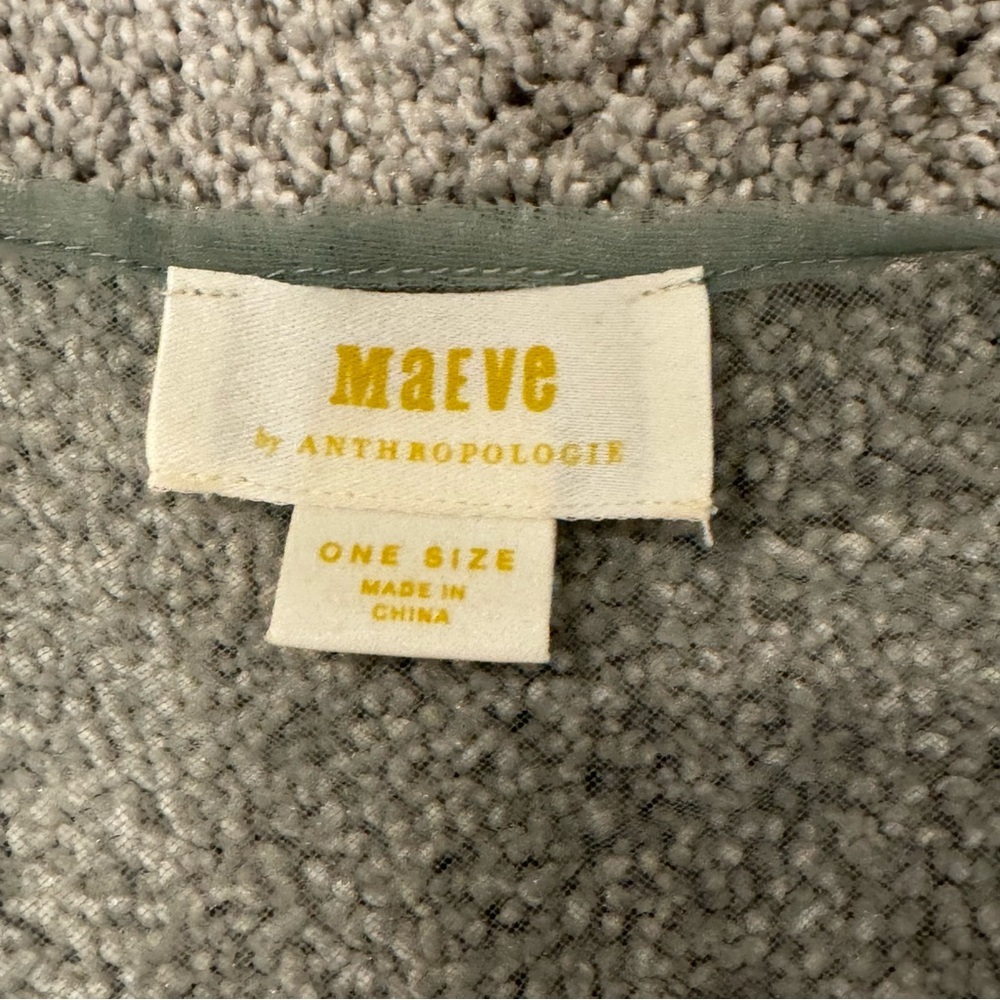 MaEVe
by ANTHROPOLOGIE
ONE SIZE
MADE IN
CHINA